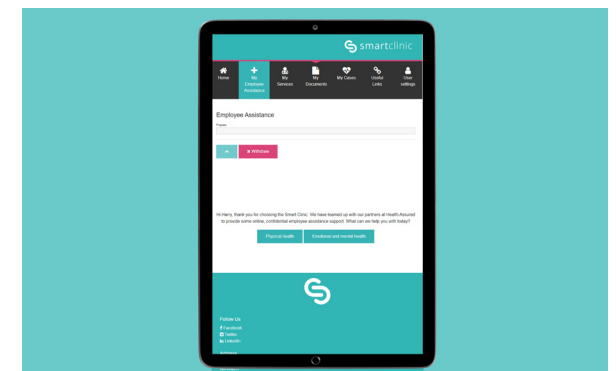 smartclinic
Home
My Employee Assistance
My Services
My Documents
My Cases
Useful Links
User settings
Employee Assistance
Progress
✖ Withdraw
Hi Harry, thank you for choosing the Smart Clinic. We have teamed up with our partners at Health Assured
to provide some online, confidential employee assistance support. What can we help you with today?
Physical health
Emotional and mental health
Follow Us
Facebook
Twitter
LinkedIn
Address